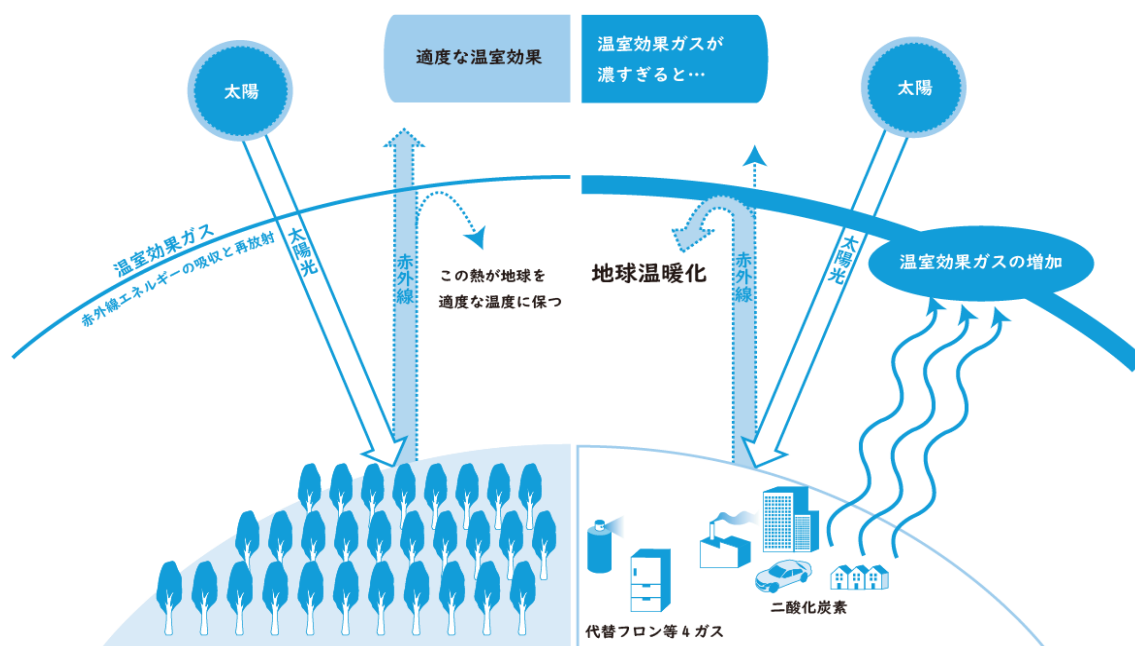 適度な温室効果
温室効果ガスが
濃すぎると…
太陽
太陽
温室効果ガス
赤外線エネルギーの吸収と再放射
太陽光
赤外線
この熱が地球を
適度な温度に保つ
地球温暖化
赤外線
太陽光
温室効果ガスの増加
二酸化炭素
代替フロン等4ガス